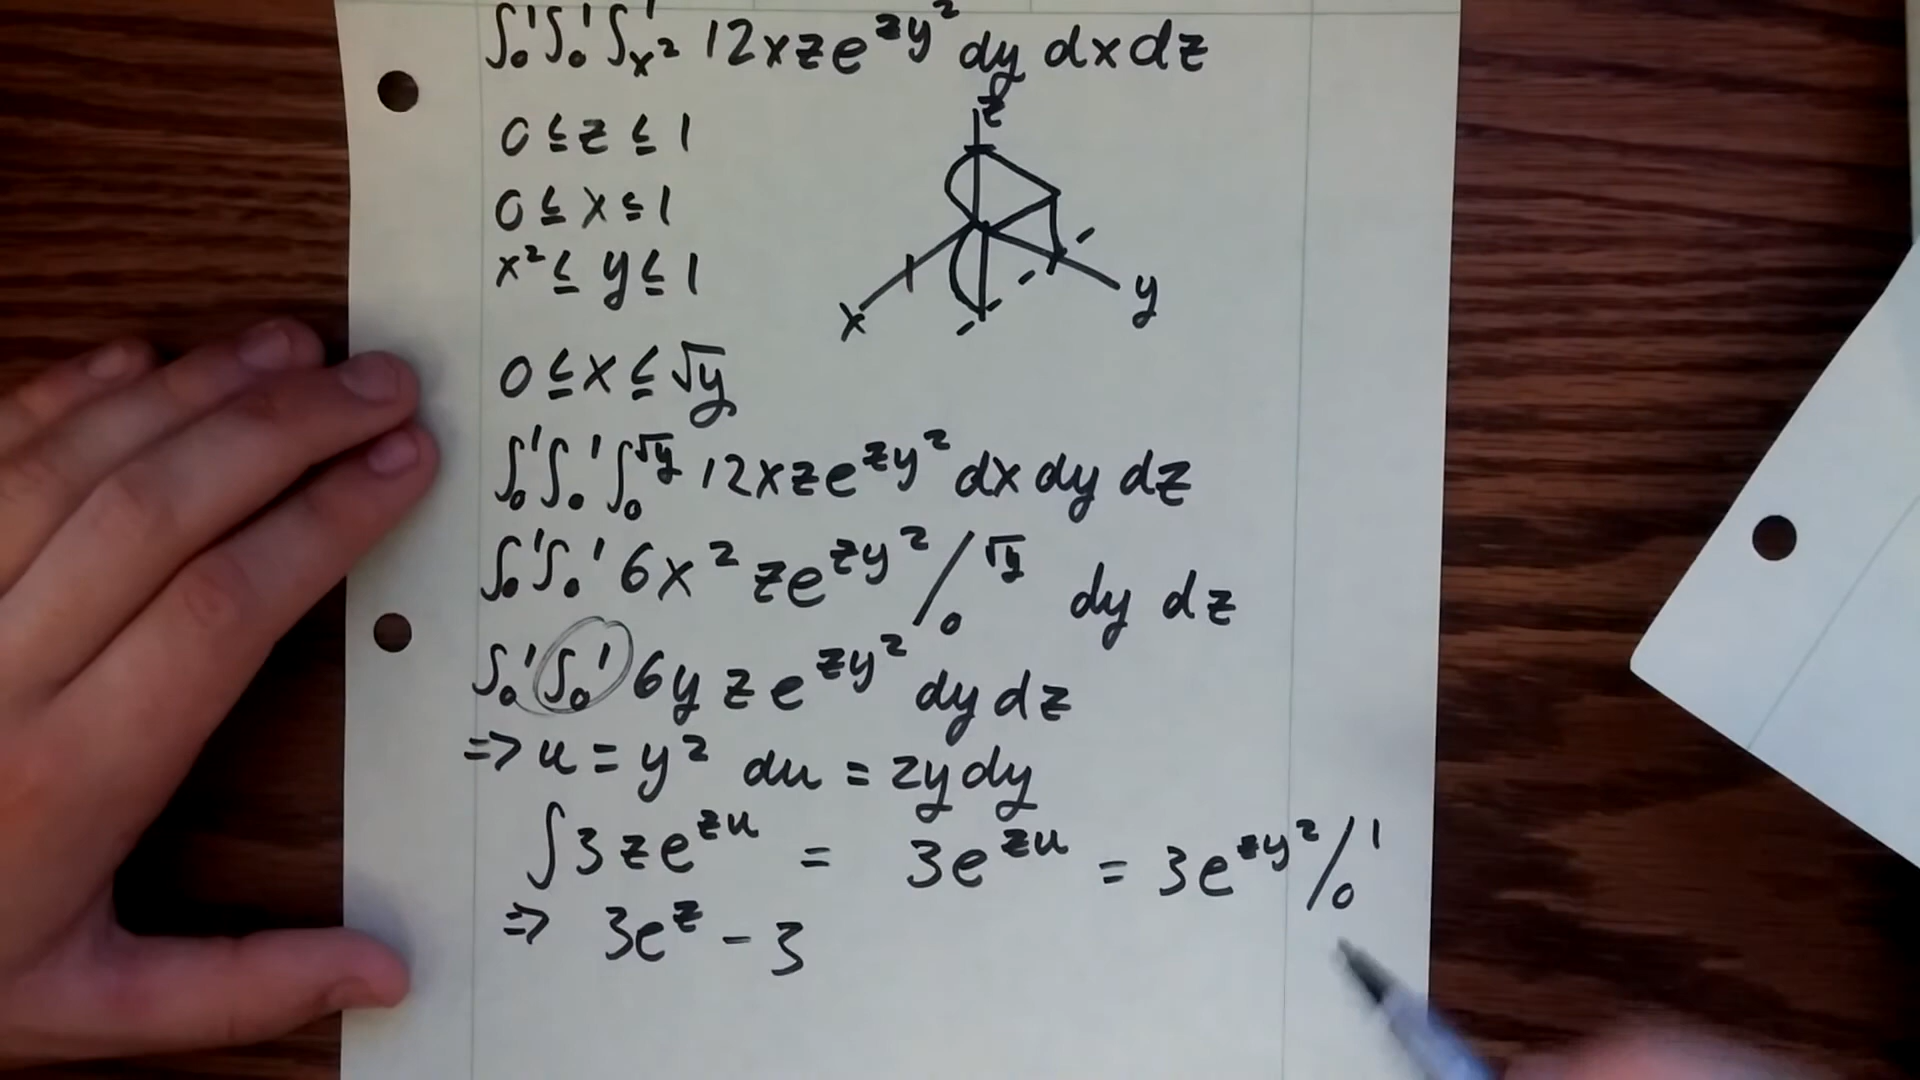 ∫₀¹ ∫₀¹ ∫ₓ₂¹ 12xze^{zy²} dy dx dz
0 ≤ z ≤ 1
0 ≤ x ≤ 1
x² ≤ y ≤ 1
z
x
y
0 ≤ x ≤ √y
∫₀¹ ∫₀¹ ∫₀^{√y} 12xze^{zy²} dx dy dz
∫₀¹ ∫₀¹ 6x² ze^{zy²} /₀^{√y} dy dz
∫₀¹ ∫₀¹ 6yze^{zy²} dy dz
=> u = y² du = 2y dy
∫ 3ze^{zu} = 3e^{zu} = 3e^{zy²} /₀¹
=> 3e^z - 3